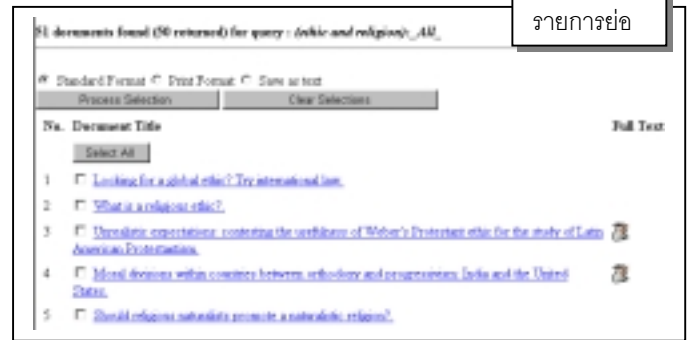 รายการย่อ
51 documents found (50 returned) for query : (ethic and religion):_All_
Standard Format Print Format Save as text
Process Selection Clear Selections
No. Document Title Full Text
Select All
1 Looking for a global ethic? Try international law.
2 What is a religious ethic?.
3 Unrealistic expectations: contesting the usefulness of Weber's Protestant ethic for the study of Latin
American Protestantism.
4 Moral divisions within countries between orthodoxy and progressivism: India and the United
States.
5 Should religious naturalists promote a naturalistic religion?.